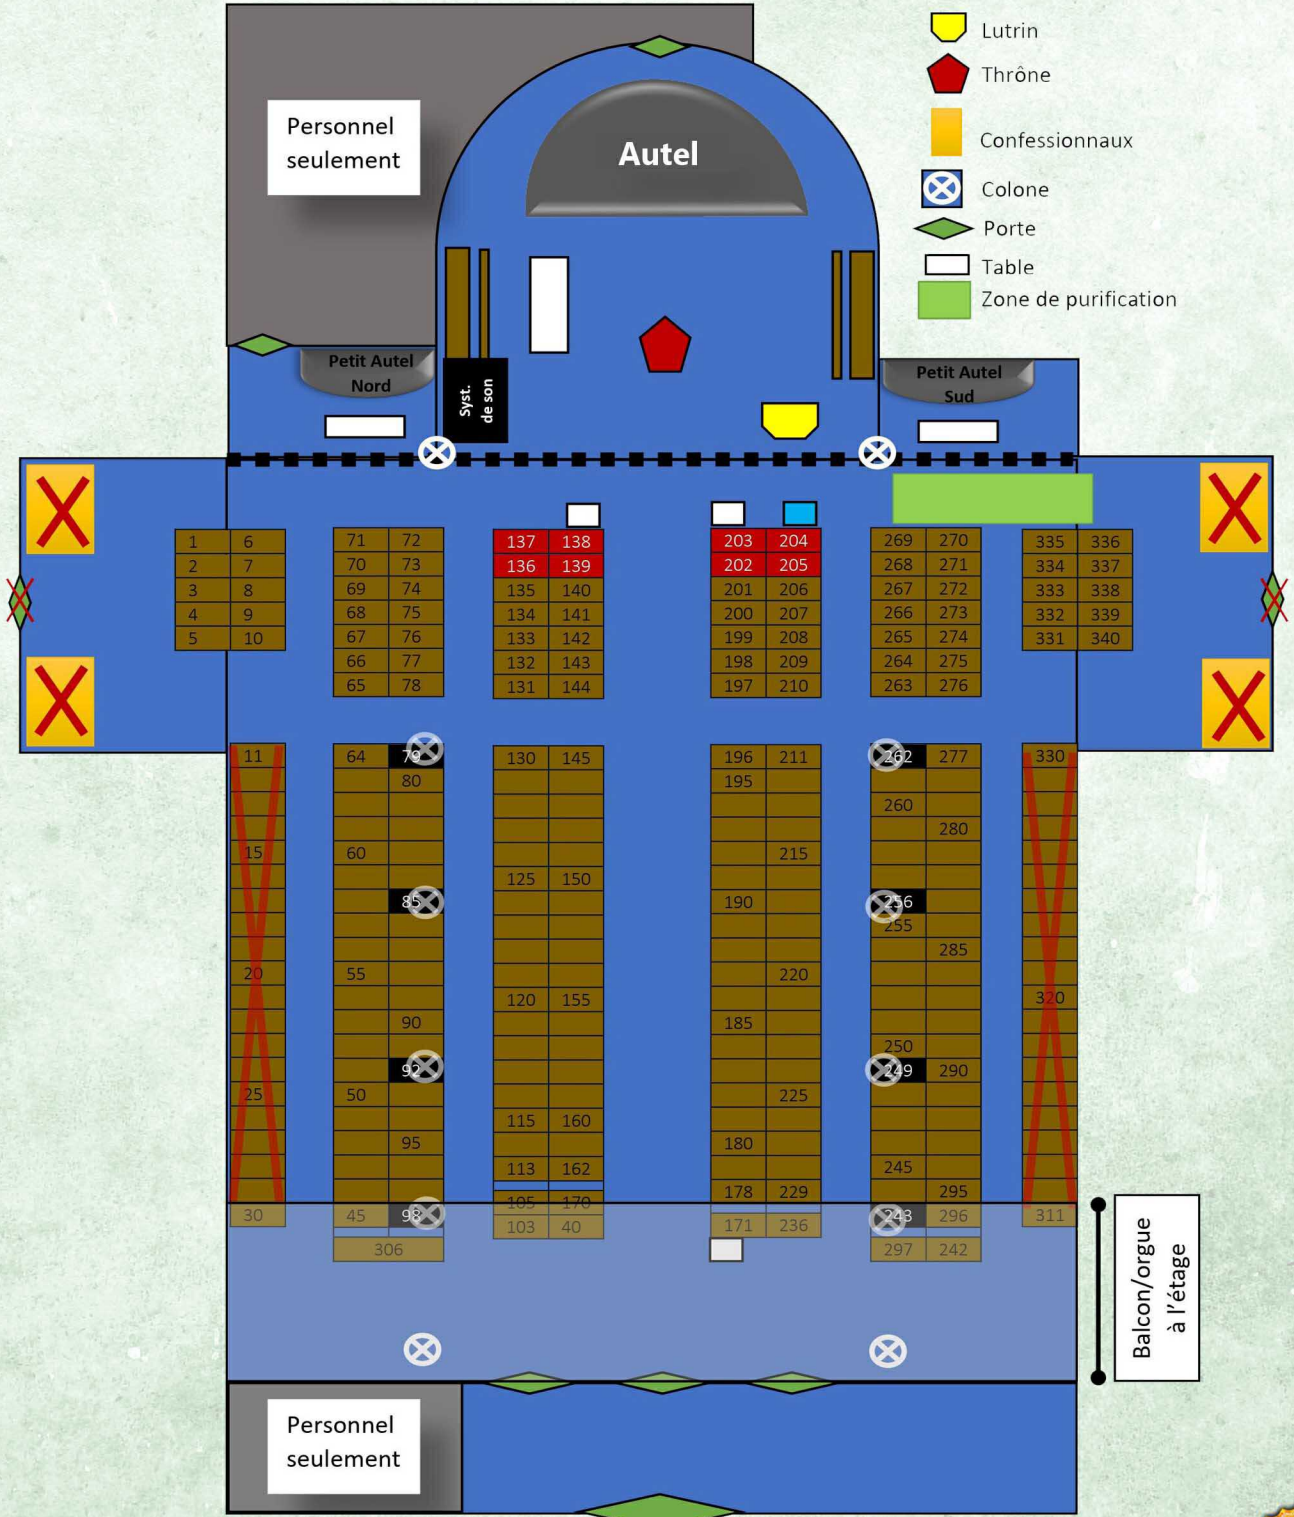 Lutrin
Thrône
Confessionnaux
Colone
Porte
Table
Zone de purification
Personnel
seulement
Autel
Petit Autel
Nord
Syst.
de son
Petit Autel
Sud
1 6 71 72 137 138 203 204 269 270 335 336
2 7 70 73 136 139 202 205 268 271 334 337
3 8 69 74 135 140 201 206 267 272 333 338
4 9 68 75 134 141 200 207 266 273 332 339
5 10 67 76 133 142 199 208 265 274 331 340
66 77 132 143 198 209 264 275
65 78 131 144 197 210 263 276
11 64 79 130 145 196 211 262 277 330
80 195
260
280
15 60 215
125 150
85 190 256
255
285
20 55 220
120 155 320
90 185
250
92 249 290
25 50 225
115 160
95 180
113 162 245
178 229 295
105 170
30 45 98 243 296 311
103 40 171 236
306 297 242
Balcon/orgue
à l'étage
Personnel
seulement